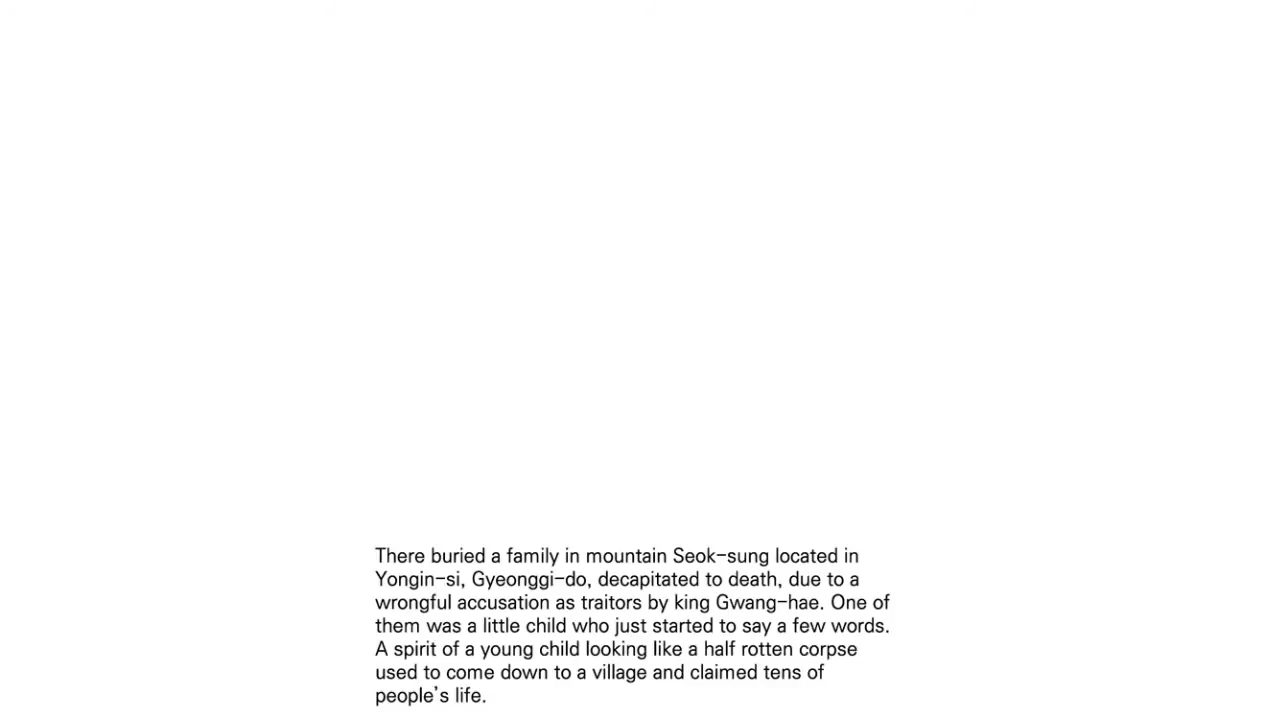 There buried a family in mountain Seok-sung located in
Yongin-si, Gyeonggi-do, decapitated to death, due to a
wrongful accusation as traitors by king Gwang-hae. One of
them was a little child who just started to say a few words.
A spirit of a young child looking like a half rotten corpse
used to come down to a village and claimed tens of
people's life.